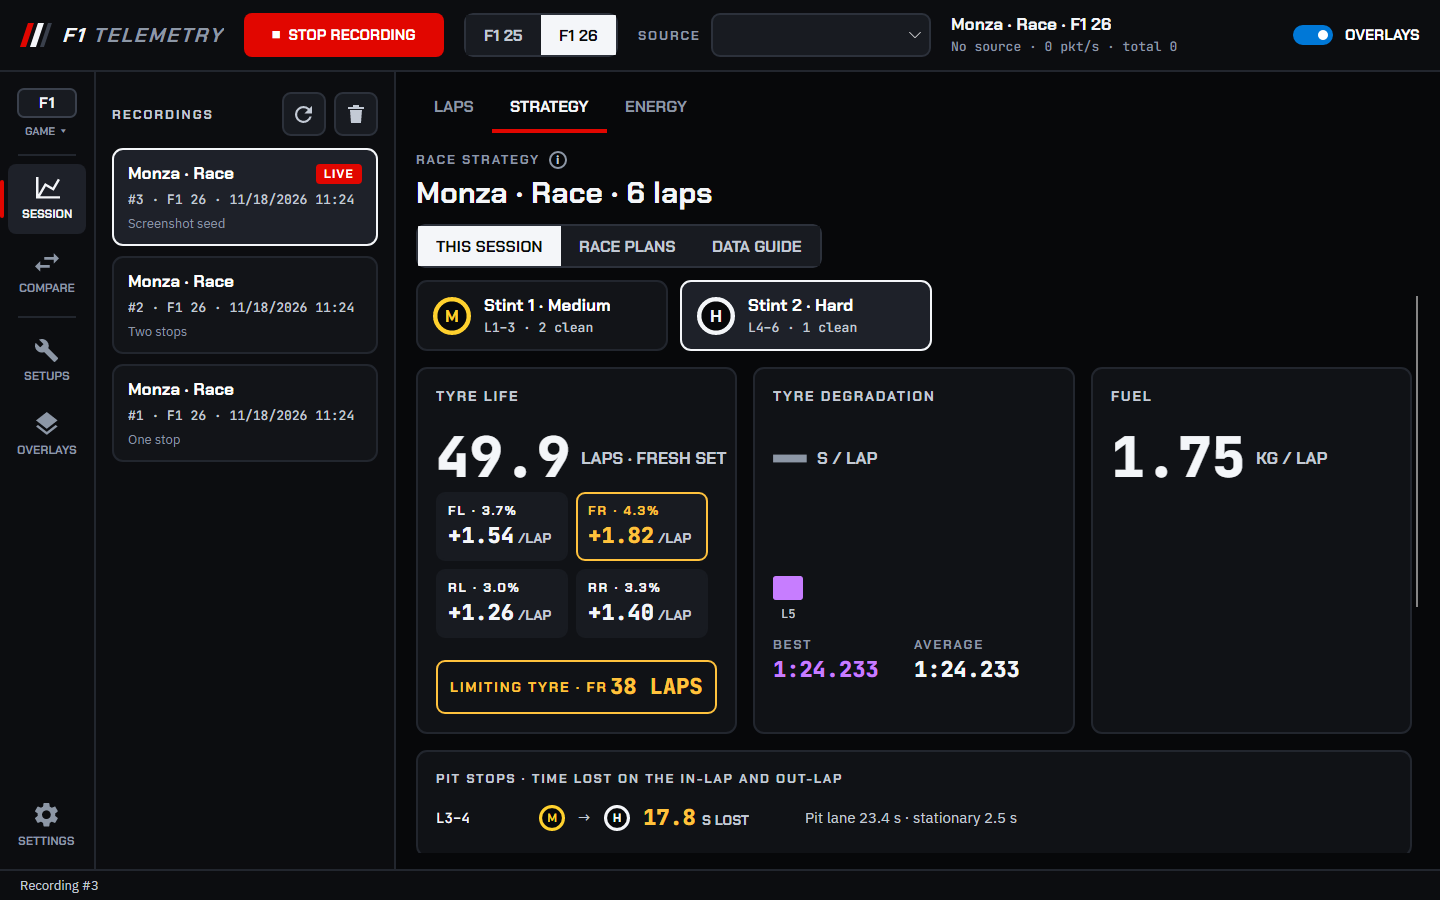 F1 TELEMETRY
STOP RECORDING
F1 25
F1 26
SOURCE
Monza · Race · F1 26
No source · 0 pkt/s · total 0
OVERLAYS
F1
GAME
SESSION
COMPARE
SETUPS
OVERLAYS
SETTINGS
RECORDINGS
Monza · Race
LIVE
#3 · F1 26 · 11/18/2026 11:24
Screenshot seed
Monza · Race
#2 · F1 26 · 11/18/2026 11:24
Two stops
Monza · Race
#1 · F1 26 · 11/18/2026 11:24
One stop
LAPS
STRATEGY
ENERGY
RACE STRATEGY
Monza · Race · 6 laps
THIS SESSION
RACE PLANS
DATA GUIDE
M
Stint 1 · Medium
L1–3 · 2 clean
H
Stint 2 · Hard
L4–6 · 1 clean
TYRE LIFE
49.9 LAPS · FRESH SET
FL · 3.7%
+1.54 /LAP
FR · 4.3%
+1.82 /LAP
RL · 3.0%
+1.26 /LAP
RR · 3.3%
+1.40 /LAP
LIMITING TYRE · FR 38 LAPS
TYRE DEGRADATION
— S / LAP
L5
BEST
1:24.233
AVERAGE
1:24.233
FUEL
1.75 KG / LAP
PIT STOPS · TIME LOST ON THE IN-LAP AND OUT-LAP
L3–4
M → H
17.8 S LOST
Pit lane 23.4 s · stationary 2.5 s
Recording #3